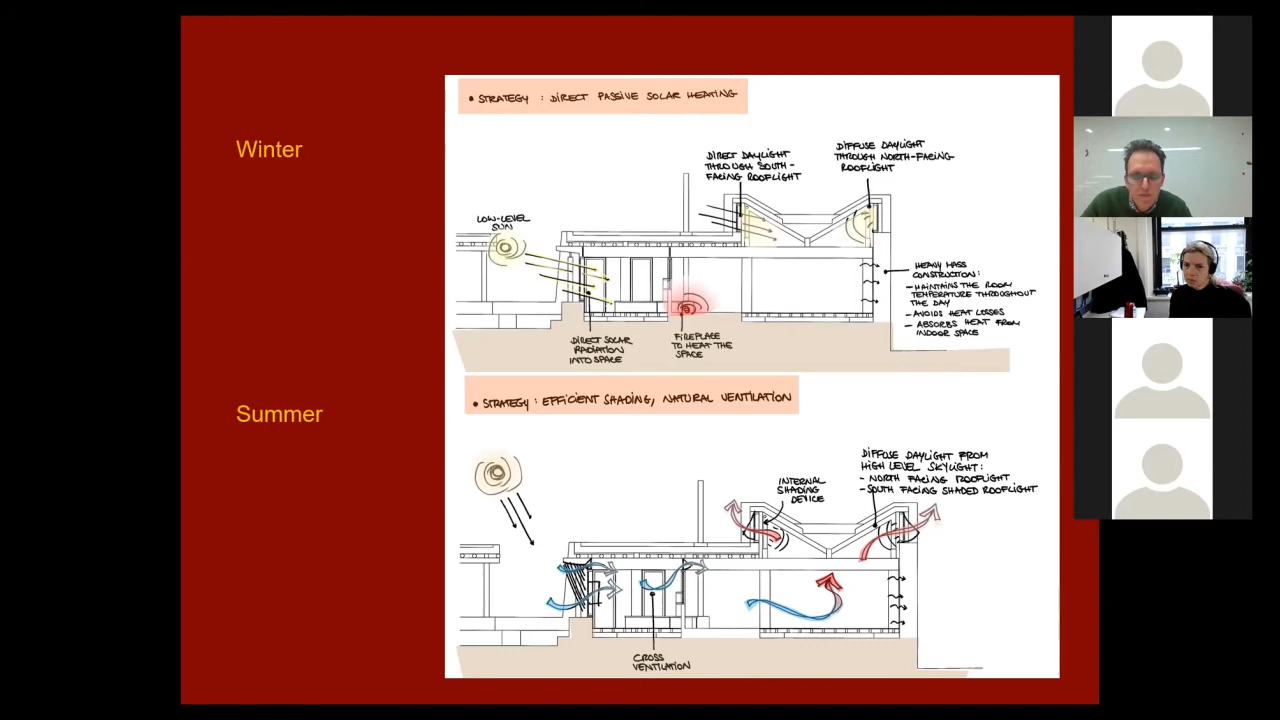 Winter
• STRATEGY : DIRECT PASSIVE SOLAR HEATING
DIRECT DAYLIGHT
THROUGH SOUTH-
FACING ROOFLIGHT
DIFFUSE DAYLIGHT
THROUGH NORTH-FACING
ROOFLIGHT
LOW-LEVEL
SUN
HEAVY MASS
CONSTRUCTION:
- MAINTAINS THE ROOM
TEMPERATURE THROUGHOUT
THE DAY
- AVOIDS HEAT LOSSES
- ABSORBS HEAT FROM
INDOOR SPACE
DIRECT SOLAR
RADIATION
INTO SPACE
FIREPLACE
TO HEAT THE
SPACE
Summer
• STRATEGY : EFFICIENT SHADING, NATURAL VENTILATION
INTERNAL
SHADING
DEVICE
DIFFUSE DAYLIGHT FROM
HIGH LEVEL SKYLIGHT:
- NORTH FACING ROOFLIGHT
- SOUTH FACING SHADED ROOFLIGHT
CROSS
VENTILATION